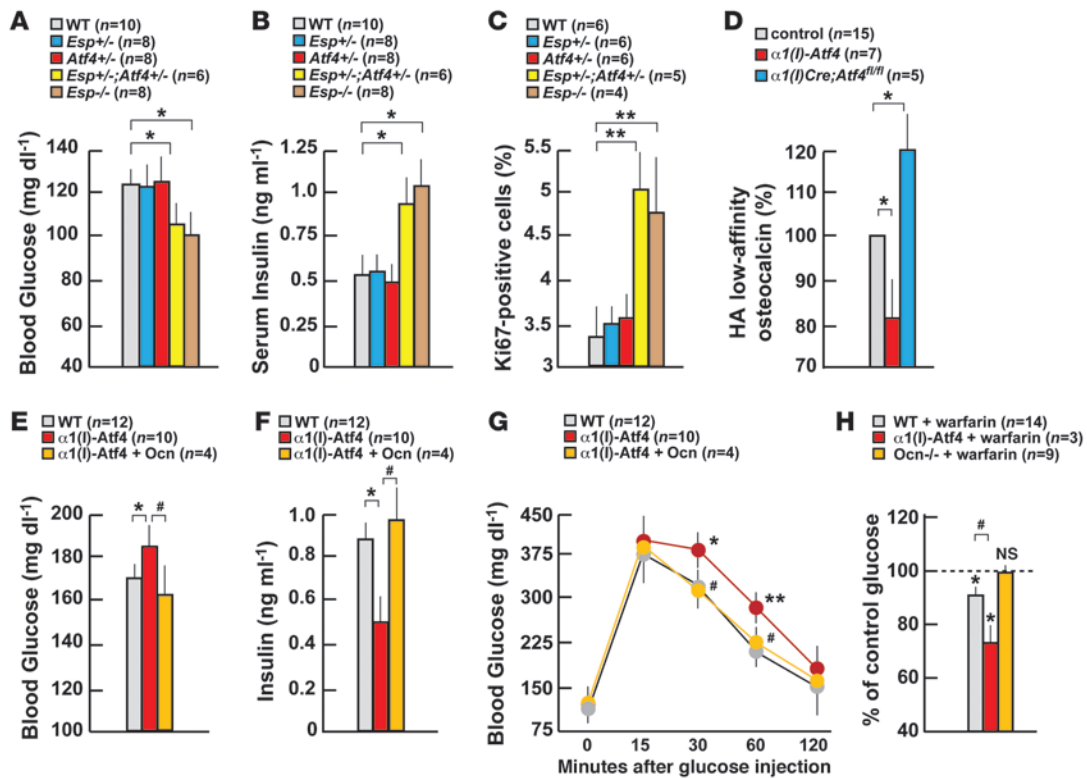 A
WT (n=10)
Esp+/- (n=8)
Atf4+/- (n=8)
Esp+/-;Atf4+/- (n=6)
Esp-/- (n=8)
*
*
Blood Glucose (mg dl-1)
140
120
100
80
60
40
B
WT (n=10)
Esp+/- (n=8)
Atf4+/- (n=8)
Esp+/-;Atf4+/- (n=6)
Esp-/- (n=8)
*
*
Serum Insulin (ng ml-1)
1.25
1.0
0.75
0.5
0.25
0
C
WT (n=6)
Esp+/- (n=6)
Atf4+/- (n=6)
Esp+/-;Atf4+/- (n=5)
Esp-/- (n=4)
**
**
Ki67-positive cells (%)
5.5
5
4.5
4
3.5
3
D
control (n=15)
α1(I)-Atf4 (n=7)
α1(I)Cre;Atf4fl/fl (n=5)
*
*
HA low-affinity
osteocalcin (%)
120
110
100
90
80
70
E
WT (n=12)
α1(I)-Atf4 (n=10)
α1(I)-Atf4 + Ocn (n=4)
* #
Blood Glucose (mg dl-1)
200
180
160
140
120
100
F
WT (n=12)
α1(I)-Atf4 (n=10)
α1(I)-Atf4 + Ocn (n=4)
#
*
Insulin (ng ml-1)
1.0
0.8
0.6
0.4
0.2
0
G
WT (n=12)
α1(I)-Atf4 (n=10)
α1(I)-Atf4 + Ocn (n=4)
Blood Glucose (mg dl-1)
450
375
300
225
150
75
*
#
**
#
0 15 30 60 120
Minutes after glucose injection
H
WT + warfarin (n=14)
α1(I)-Atf4 + warfarin (n=3)
Ocn-/- + warfarin (n=9)
% of control glucose
120
100
80
60
40
#
NS
*
*